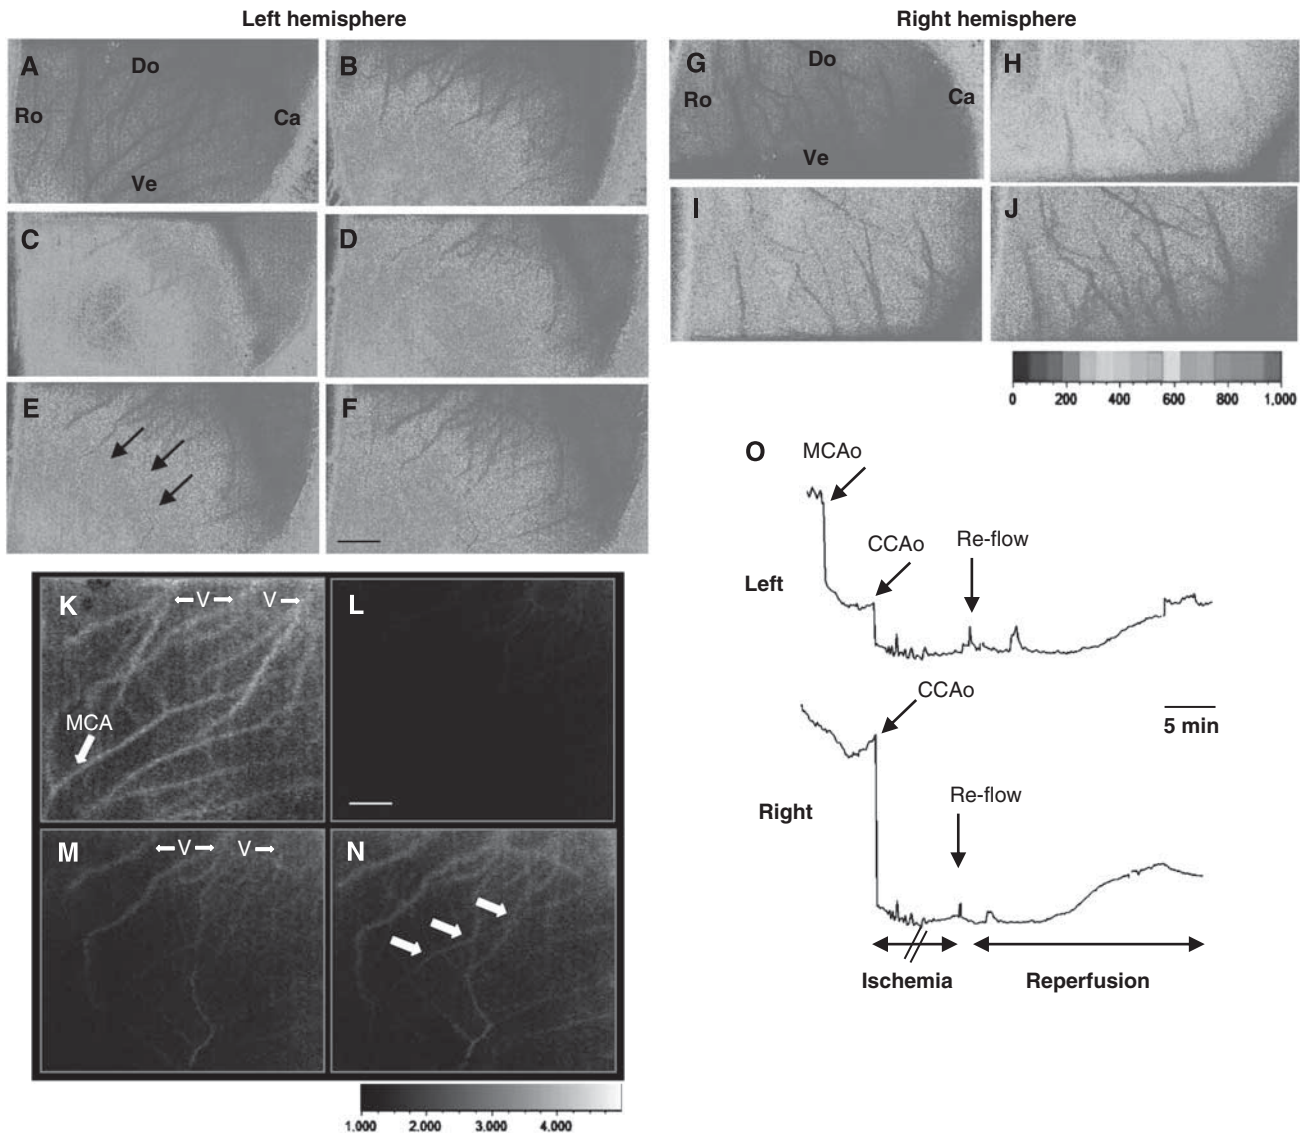 Left hemisphere
Right hemisphere
A
Do
Ro
Ca
Ve
B
C
D
E
F
G
Do
Ro
Ca
Ve
H
I
J
0 200 400 600 800 1,000
K
V
V
MCA
L
M
V
V
N
1.000 2.000 3.000 4.000
O
MCAo
CCAo
Re-flow
Left
CCAo
5 min
Re-flow
Right
Ischemia
Reperfusion